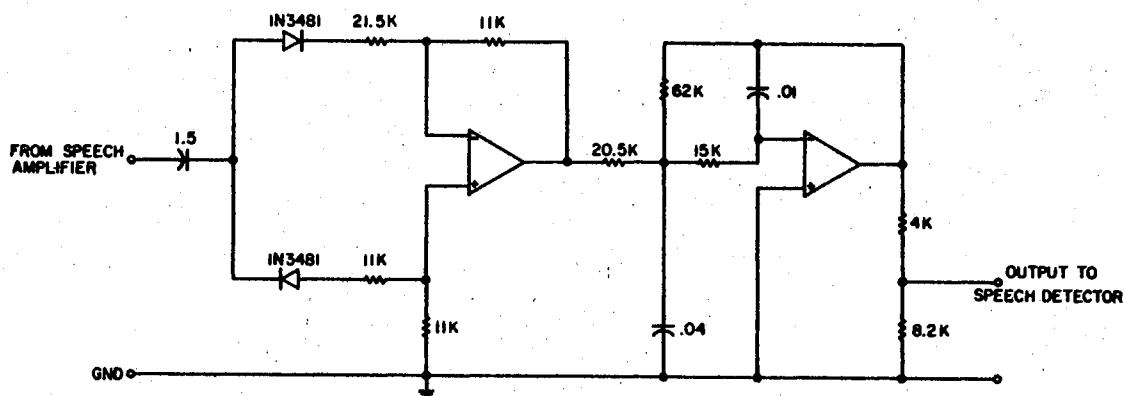 1N3481
21.5K
11K
1.5
FROM SPEECH
AMPLIFIER
62K
.01
20.5K
15K
4K
1N3481
11K
OUTPUT TO
SPEECH DETECTOR
11K
.04
8.2K
GND